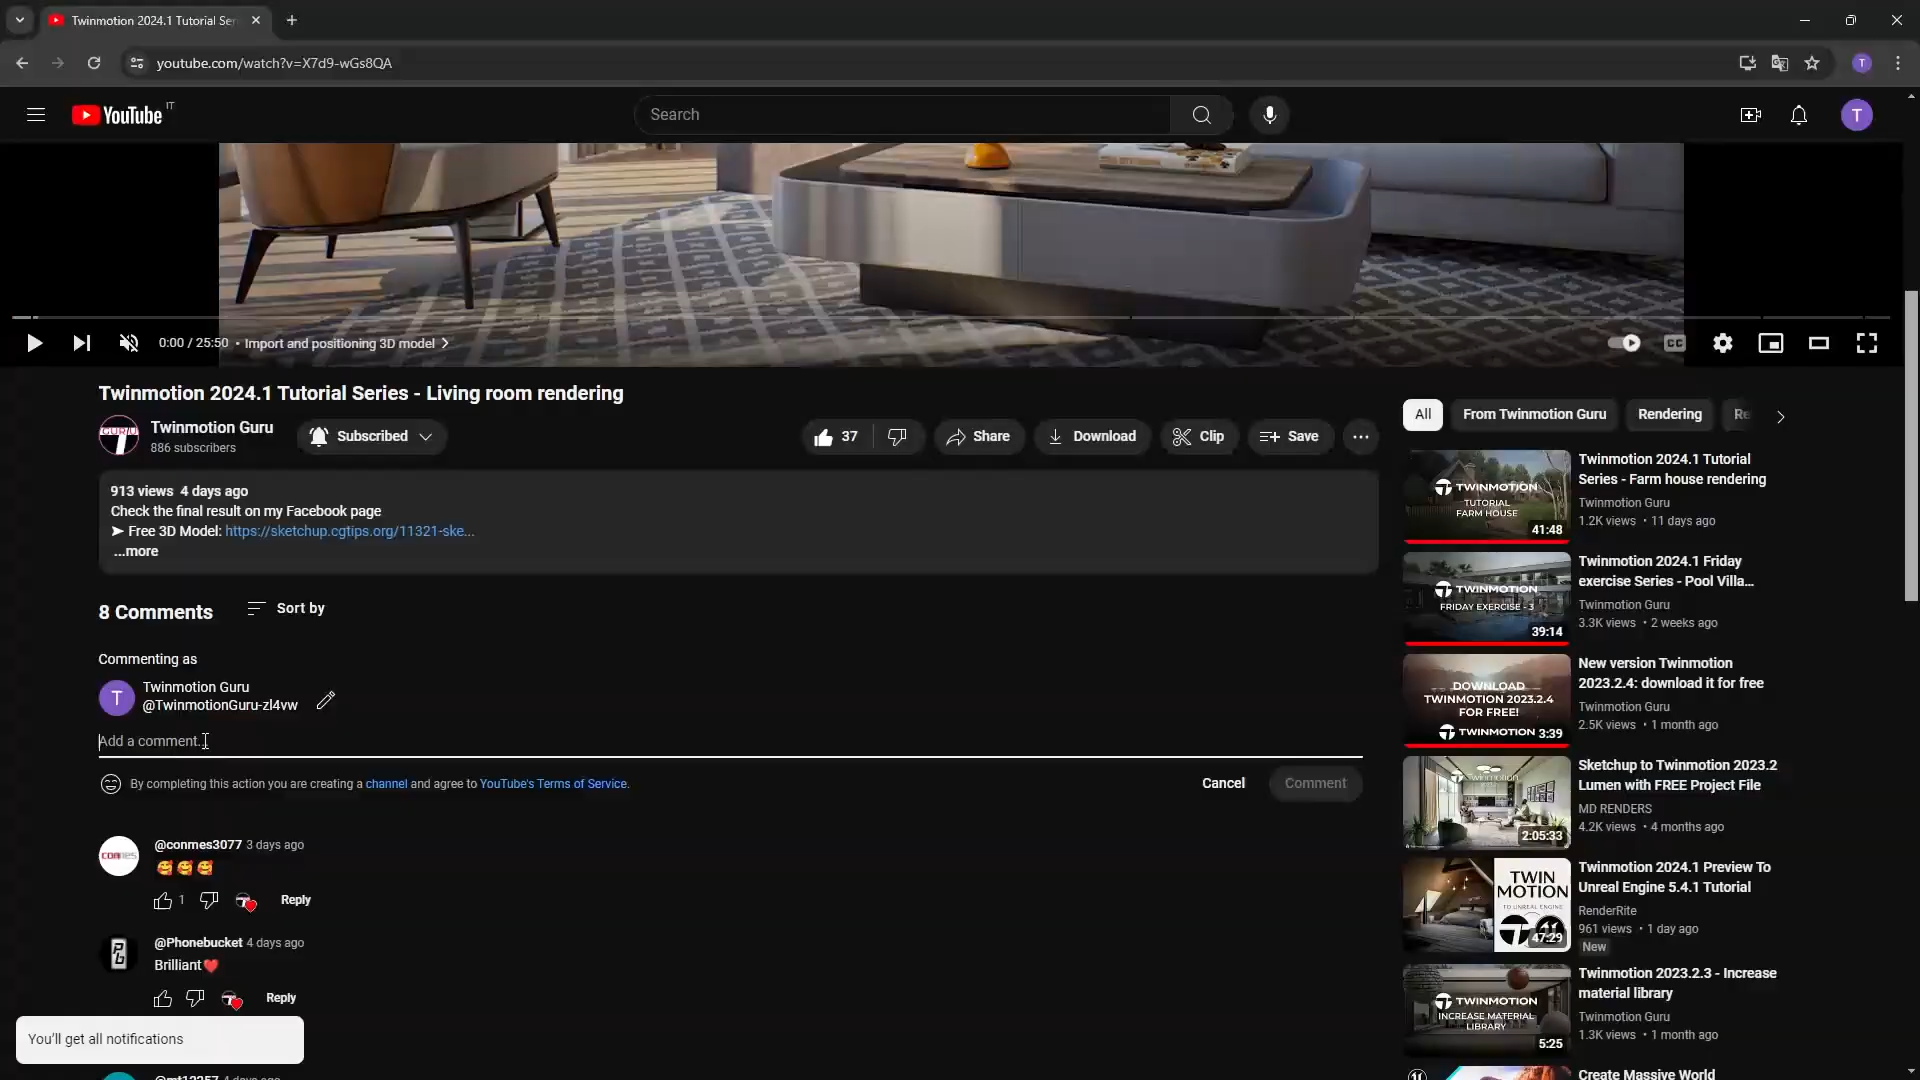 Twinmotion 2024.1 Tutorial Ser
youtube.com/watch?v=X7d9-wGs8QA
T
YouTube IT
Search
T
0:00 / 25:50 • Import and positioning 3D model
CC
Twinmotion 2024.1 Tutorial Series - Living room rendering
GURU
Twinmotion Guru
886 subscribers
Subscribed
37
Share
Download
Clip
Save
913 views 4 days ago
Check the final result on my Facebook page
➤ Free 3D Model: https://sketchup.cgtips.org/11321-ske...
...more
8 Comments
Sort by
Commenting as
T
Twinmotion Guru
@TwinmotionGuru-zl4vw
Add a comment...
By completing this action you are creating a channel and agree to YouTube's Terms of Service.
Cancel
Comment
@conmes3077 3 days ago
🥰🥰🥰
1
Reply
@Phonebucket 4 days ago
Brilliant❤️
Reply
You'll get all notifications
All
From Twinmotion Guru
Rendering
Re
TWINMOTION
TUTORIAL
FARM HOUSE
41:48
Twinmotion 2024.1 Tutorial
Series - Farm house rendering
Twinmotion Guru
1.2K views • 11 days ago
TWINMOTION
FRIDAY EXERCISE - 3
39:14
Twinmotion 2024.1 Friday
exercise Series - Pool Villa...
Twinmotion Guru
3.3K views • 2 weeks ago
DOWNLOAD
TWINMOTION 2023.2.4
FOR FREE!
TWINMOTION
3:39
New version Twinmotion
2023.2.4: download it for free
Twinmotion Guru
2.5K views • 1 month ago
2:05:33
Sketchup to Twinmotion 2023.2
Lumen with FREE Project File
MD RENDERS
4.2K views • 4 months ago
TWIN
MOTION
TO UNREAL ENGINE
47:29
Twinmotion 2024.1 Preview To
Unreal Engine 5.4.1 Tutorial
RenderRite
961 views • 1 day ago
New
TWINMOTION
INCREASE MATERIAL
LIBRARY
5:25
Twinmotion 2023.2.3 - Increase
material library
Twinmotion Guru
1.3K views • 1 month ago
Create Massive World